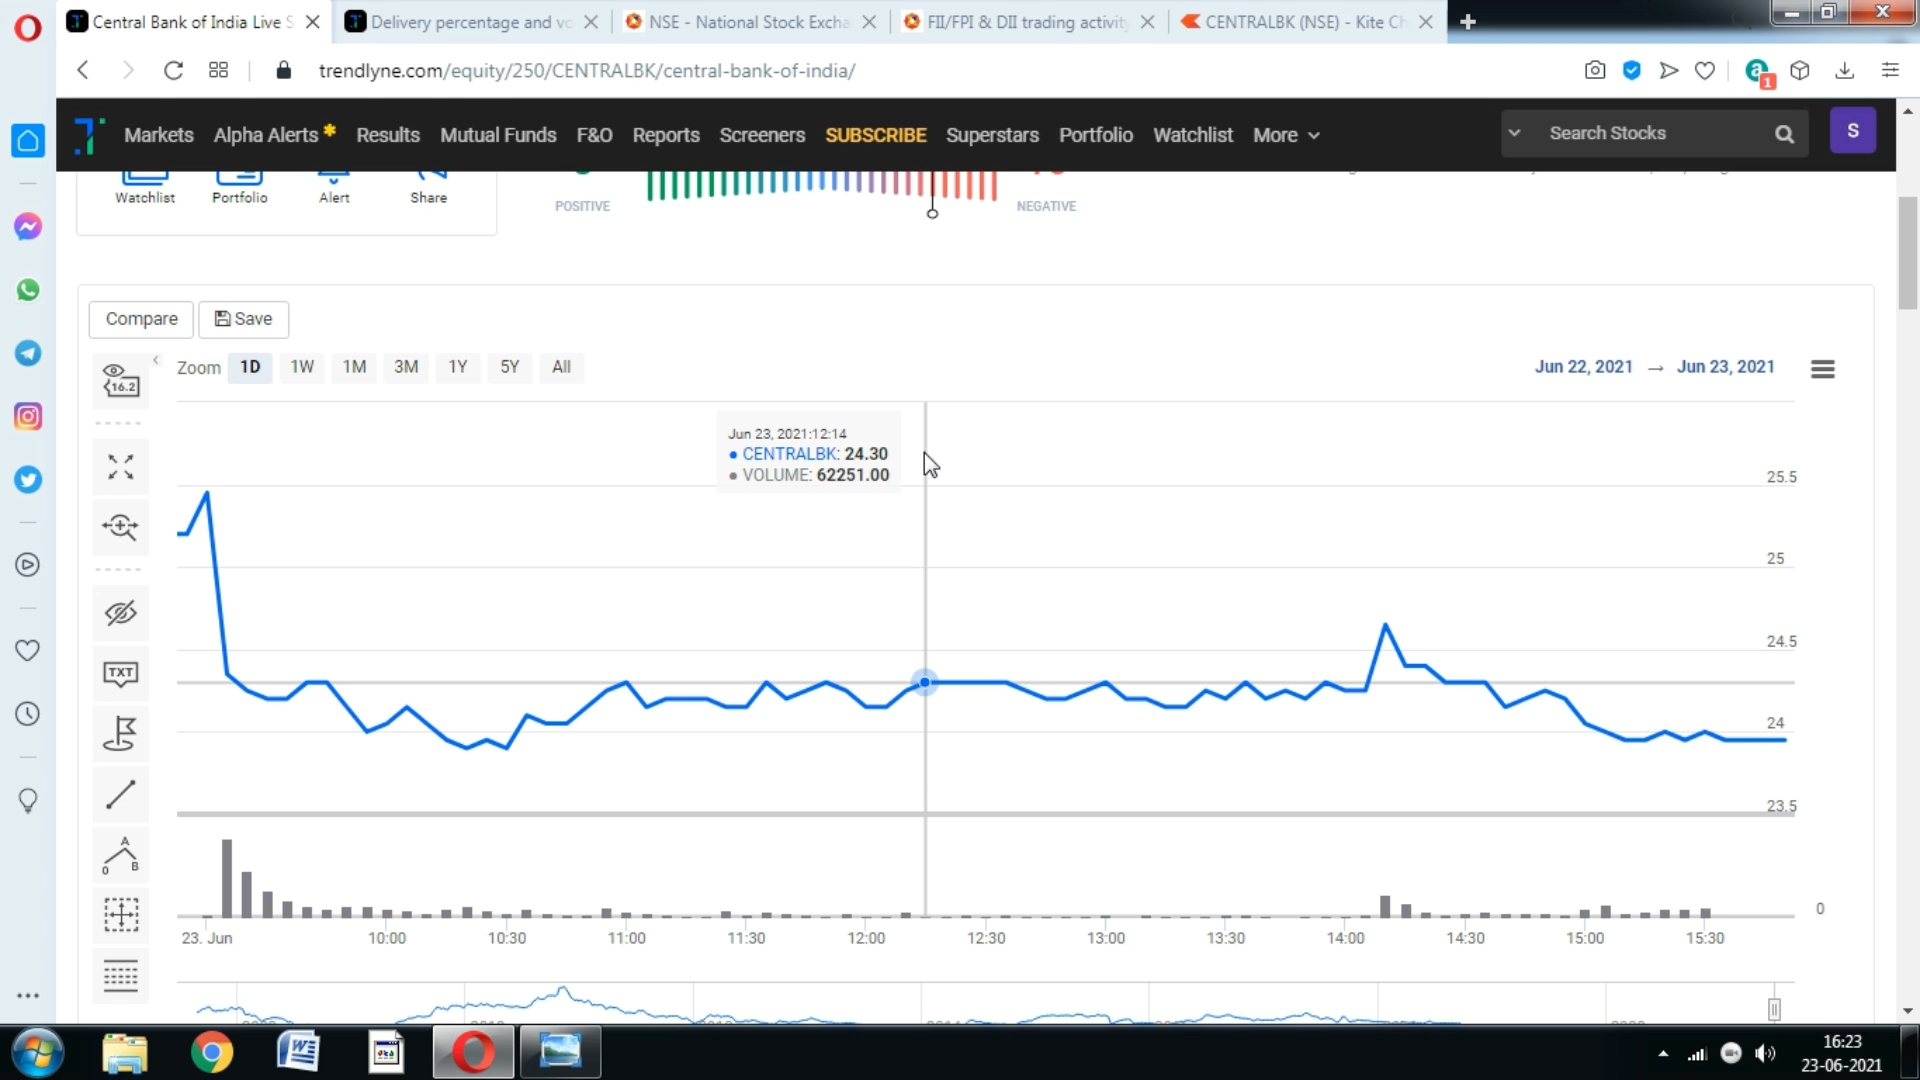 Central Bank of India Live S
Delivery percentage and vo
NSE - National Stock Excha
FII/FPI & DII trading activity
CENTRALBK (NSE) - Kite Ch
trendlyne.com/equity/250/CENTRALBK/central-bank-of-india/
a
1
Markets
Alpha Alerts
Results
Mutual Funds
F&O
Reports
Screeners
SUBSCRIBE
Superstars
Portfolio
Watchlist
More
Search Stocks
S
Watchlist
Portfolio
Alert
Share
POSITIVE
NEGATIVE
Compare
Save
Zoom
1D
1W
1M
3M
1Y
5Y
All
Jun 22, 2021 → Jun 23, 2021
16.2
Jun 23, 2021:12:14
• CENTRALBK: 24.30
• VOLUME: 62251.00
25.5
25
24.5
24
23.5
TXT
A
0
B
0
23. Jun
10:00
10:30
11:00
11:30
12:00
12:30
13:00
13:30
14:00
14:30
15:00
15:30
16:23
23-06-2021